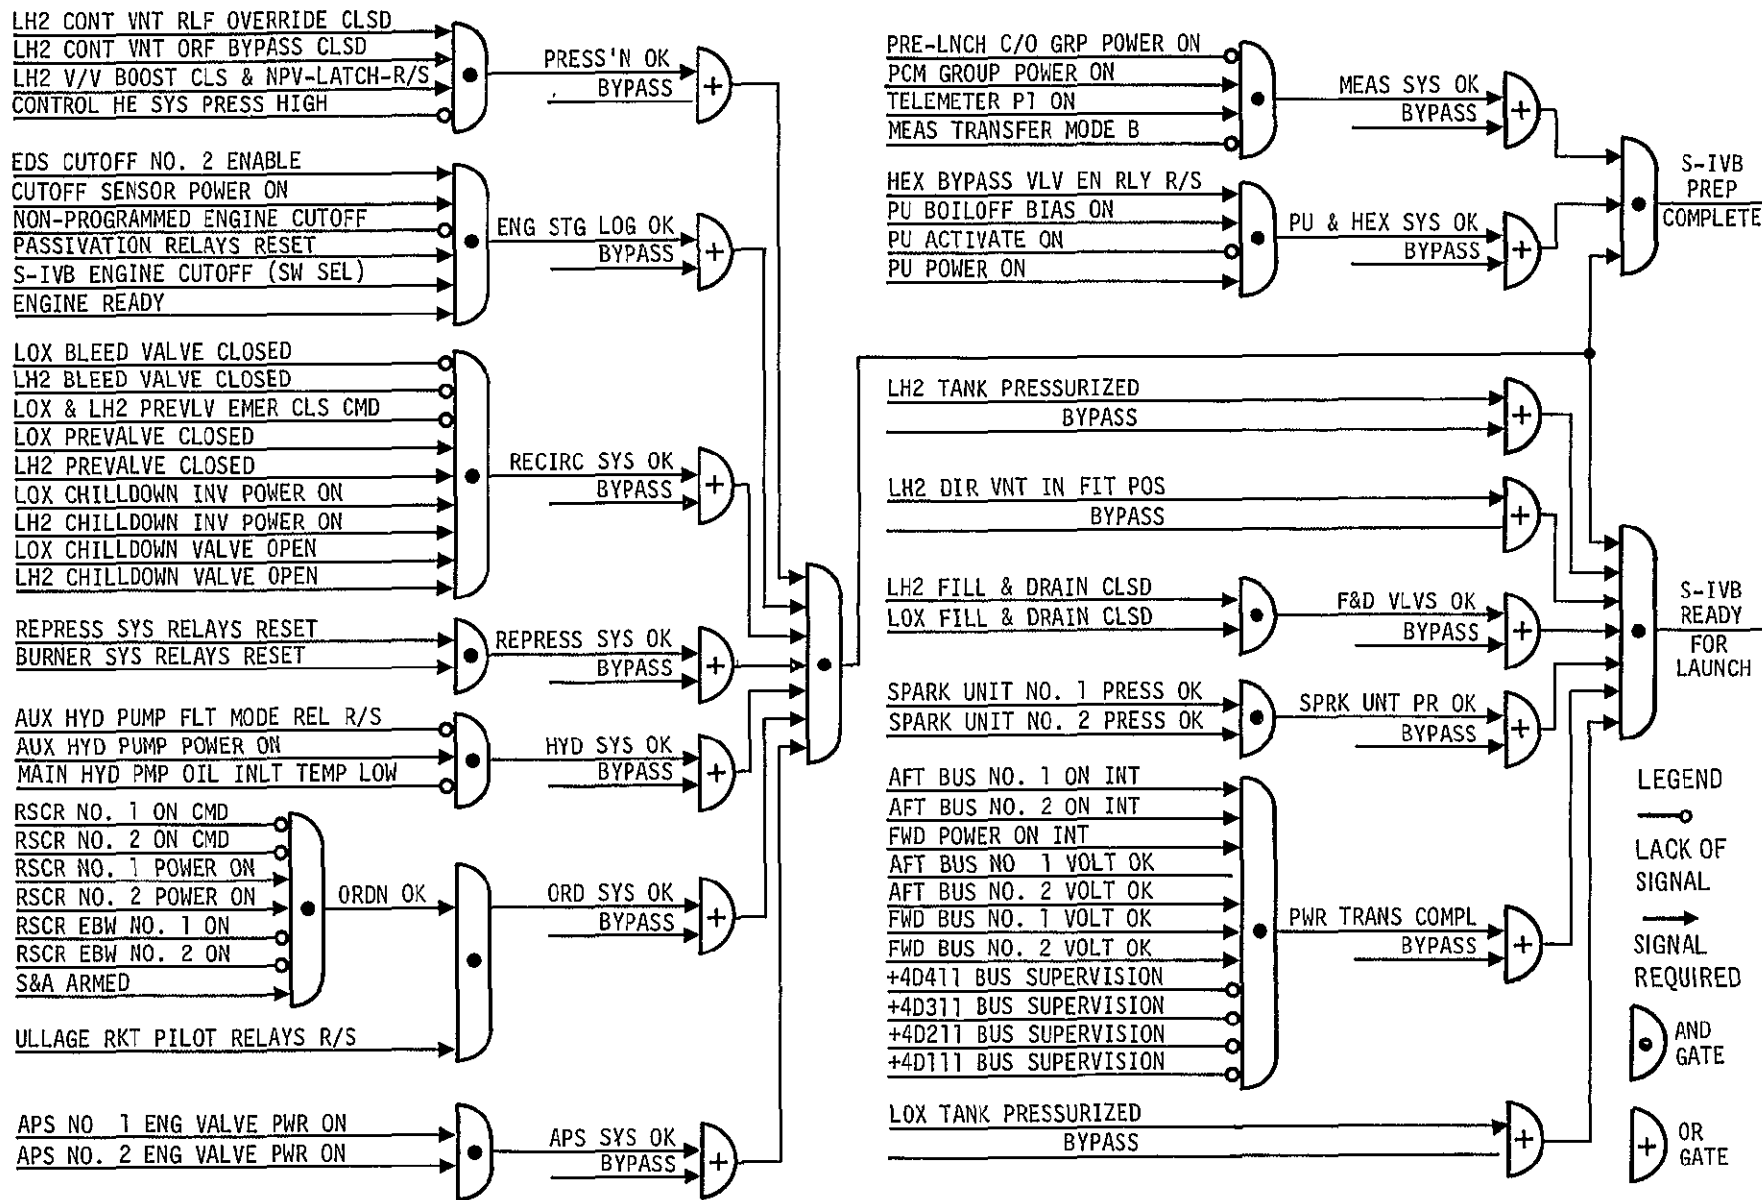 LH2 CONT VNT RLF OVERRIDE CLSD
LH2 CONT VNT ORF BYPASS CLSD
LH2 V/V BOOST CLS & NPV-LATCH-R/S
CONTROL HE SYS PRESS HIGH
PRESS'N OK
BYPASS
EDS CUTOFF NO. 2 ENABLE
CUTOFF SENSOR POWER ON
NON-PROGRAMMED ENGINE CUTOFF
PASSIVATION RELAYS RESET
S-IVB ENGINE CUTOFF (SW SEL)
ENGINE READY
ENG STG LOG OK
BYPASS
LOX BLEED VALVE CLOSED
LH2 BLEED VALVE CLOSED
LOX & LH2 PREVLV EMER CLS CMD
LOX PREVALVE CLOSED
LH2 PREVALVE CLOSED
LOX CHILLDOWN INV POWER ON
LH2 CHILLDOWN INV POWER ON
LOX CHILLDOWN VALVE OPEN
LH2 CHILLDOWN VALVE OPEN
RECIRC SYS OK
BYPASS
REPRESS SYS RELAYS RESET
BURNER SYS RELAYS RESET
REPRESS SYS OK
BYPASS
AUX HYD PUMP FLT MODE REL R/S
AUX HYD PUMP POWER ON
MAIN HYD PMP OIL INLT TEMP LOW
HYD SYS OK
BYPASS
RSCR NO. 1 ON CMD
RSCR NO. 2 ON CMD
RSCR NO. 1 POWER ON
RSCR NO. 2 POWER ON
RSCR EBW NO. 1 ON
RSCR EBW NO. 2 ON
S&A ARMED
ORDN OK
ULLAGE RKT PILOT RELAYS R/S
ORD SYS OK
BYPASS
APS NO 1 ENG VALVE PWR ON
APS NO. 2 ENG VALVE PWR ON
APS SYS OK
BYPASS
PRE-LNCH C/O GRP POWER ON
PCM GROUP POWER ON
TELEMETER P1 ON
MEAS TRANSFER MODE B
MEAS SYS OK
BYPASS
HEX BYPASS VLV EN RLY R/S
PU BOILOFF BIAS ON
PU ACTIVATE ON
PU POWER ON
PU & HEX SYS OK
BYPASS
S-IVB
PREP
COMPLETE
LH2 TANK PRESSURIZED
BYPASS
LH2 DIR VNT IN FIT POS
BYPASS
LH2 FILL & DRAIN CLSD
LOX FILL & DRAIN CLSD
F&D VLVS OK
BYPASS
SPARK UNIT NO. 1 PRESS OK
SPARK UNIT NO. 2 PRESS OK
SPRK UNT PR OK
BYPASS
AFT BUS NO. 1 ON INT
AFT BUS NO. 2 ON INT
FWD POWER ON INT
AFT BUS NO 1 VOLT OK
AFT BUS NO. 2 VOLT OK
FWD BUS NO. 1 VOLT OK
FWD BUS NO. 2 VOLT OK
+4D411 BUS SUPERVISION
+4D311 BUS SUPERVISION
+4D211 BUS SUPERVISION
+4D111 BUS SUPERVISION
PWR TRANS COMPL
BYPASS
LOX TANK PRESSURIZED
BYPASS
S-IVB
READY
FOR
LAUNCH
LEGEND
LACK OF
SIGNAL
SIGNAL
REQUIRED
AND
GATE
OR
GATE